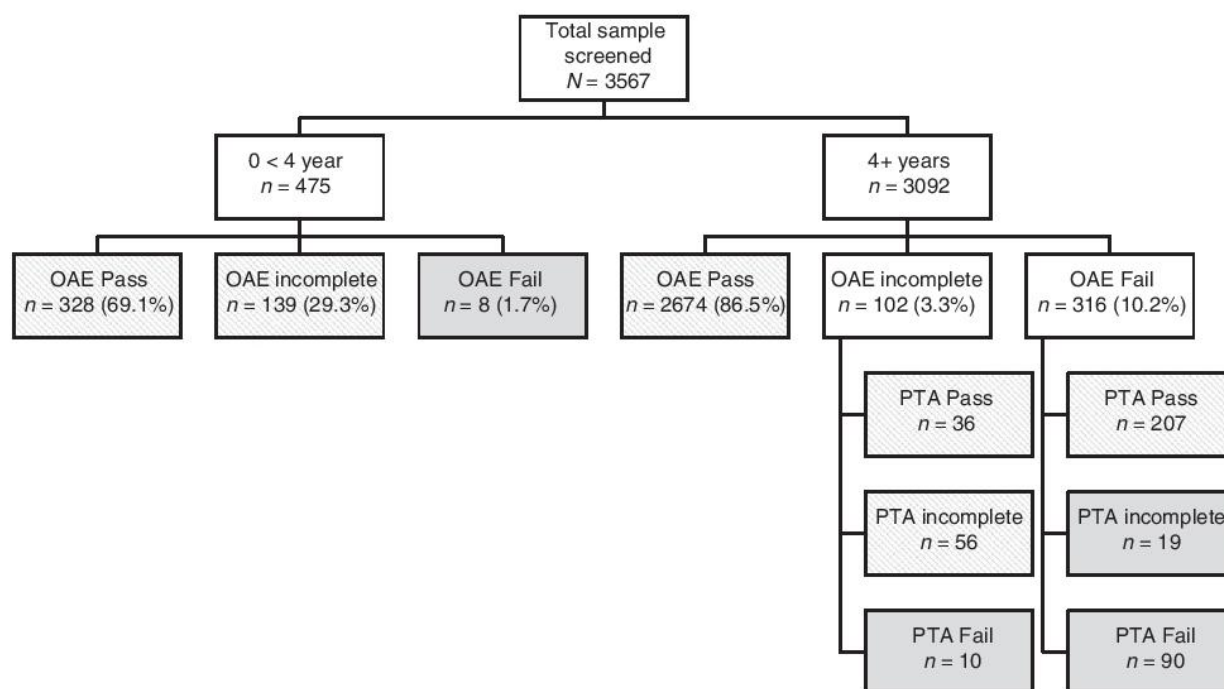 Total sample
screened
N = 3567
0 < 4 year
n = 475
4+ years
n = 3092
OAE Pass
n = 328 (69.1%)
OAE incomplete
n = 139 (29.3%)
OAE Fail
n = 8 (1.7%)
OAE Pass
n = 2674 (86.5%)
OAE incomplete
n = 102 (3.3%)
OAE Fail
n = 316 (10.2%)
PTA Pass
n = 36
PTA Pass
n = 207
PTA incomplete
n = 56
PTA incomplete
n = 19
PTA Fail
n = 10
PTA Fail
n = 90